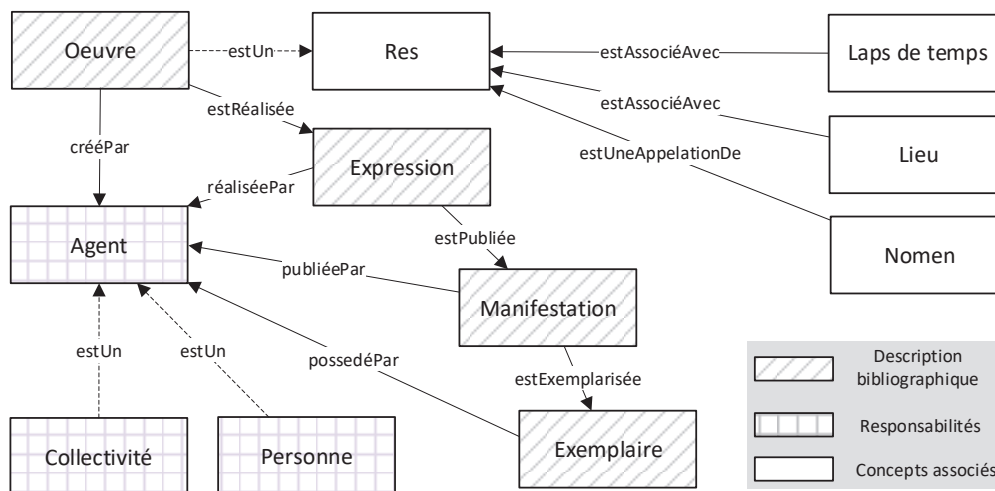 Oeuvre
estUn
Res
estAssociéAvec
Laps de temps
estRéalisée
estAssociéAvec
crééPar
Expression
estUneAppelationDe
Lieu
réaliséePar
Agent
estPubliée
Nomen
publiéePar
Manifestation
estUn
estUn
possedéPar
estExemplarisée
Description
bibliographique
Collectivité
Personne
Exemplaire
Responsabilités
Concepts associés